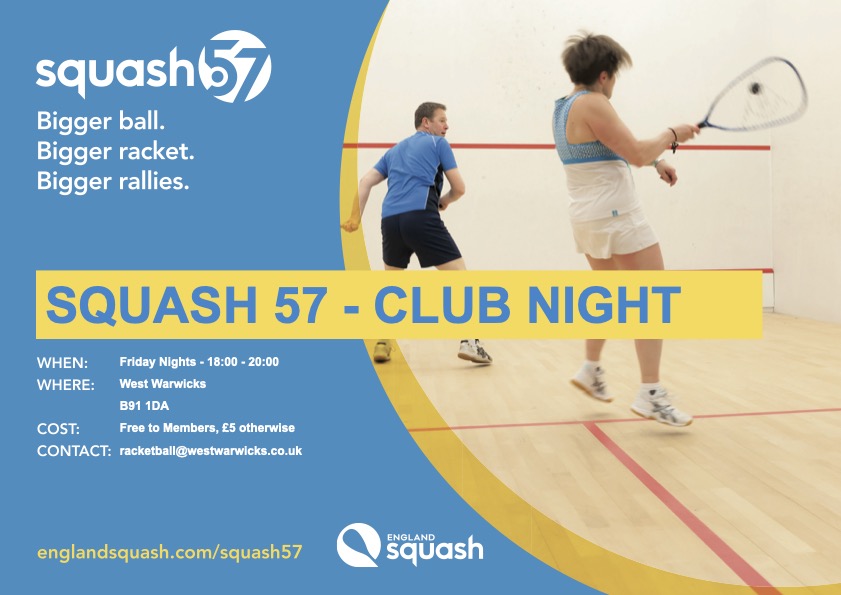 squash57
Bigger ball.
Bigger racket.
Bigger rallies.
SQUASH 57 - CLUB NIGHT
WHEN: Friday Nights - 18:00 - 20:00
WHERE: West Warwicks
B91 1DA
COST: Free to Members, £5 otherwise
CONTACT: racketball@westwarwicks.co.uk
englandsquash.com/squash57
ENGLAND
squash